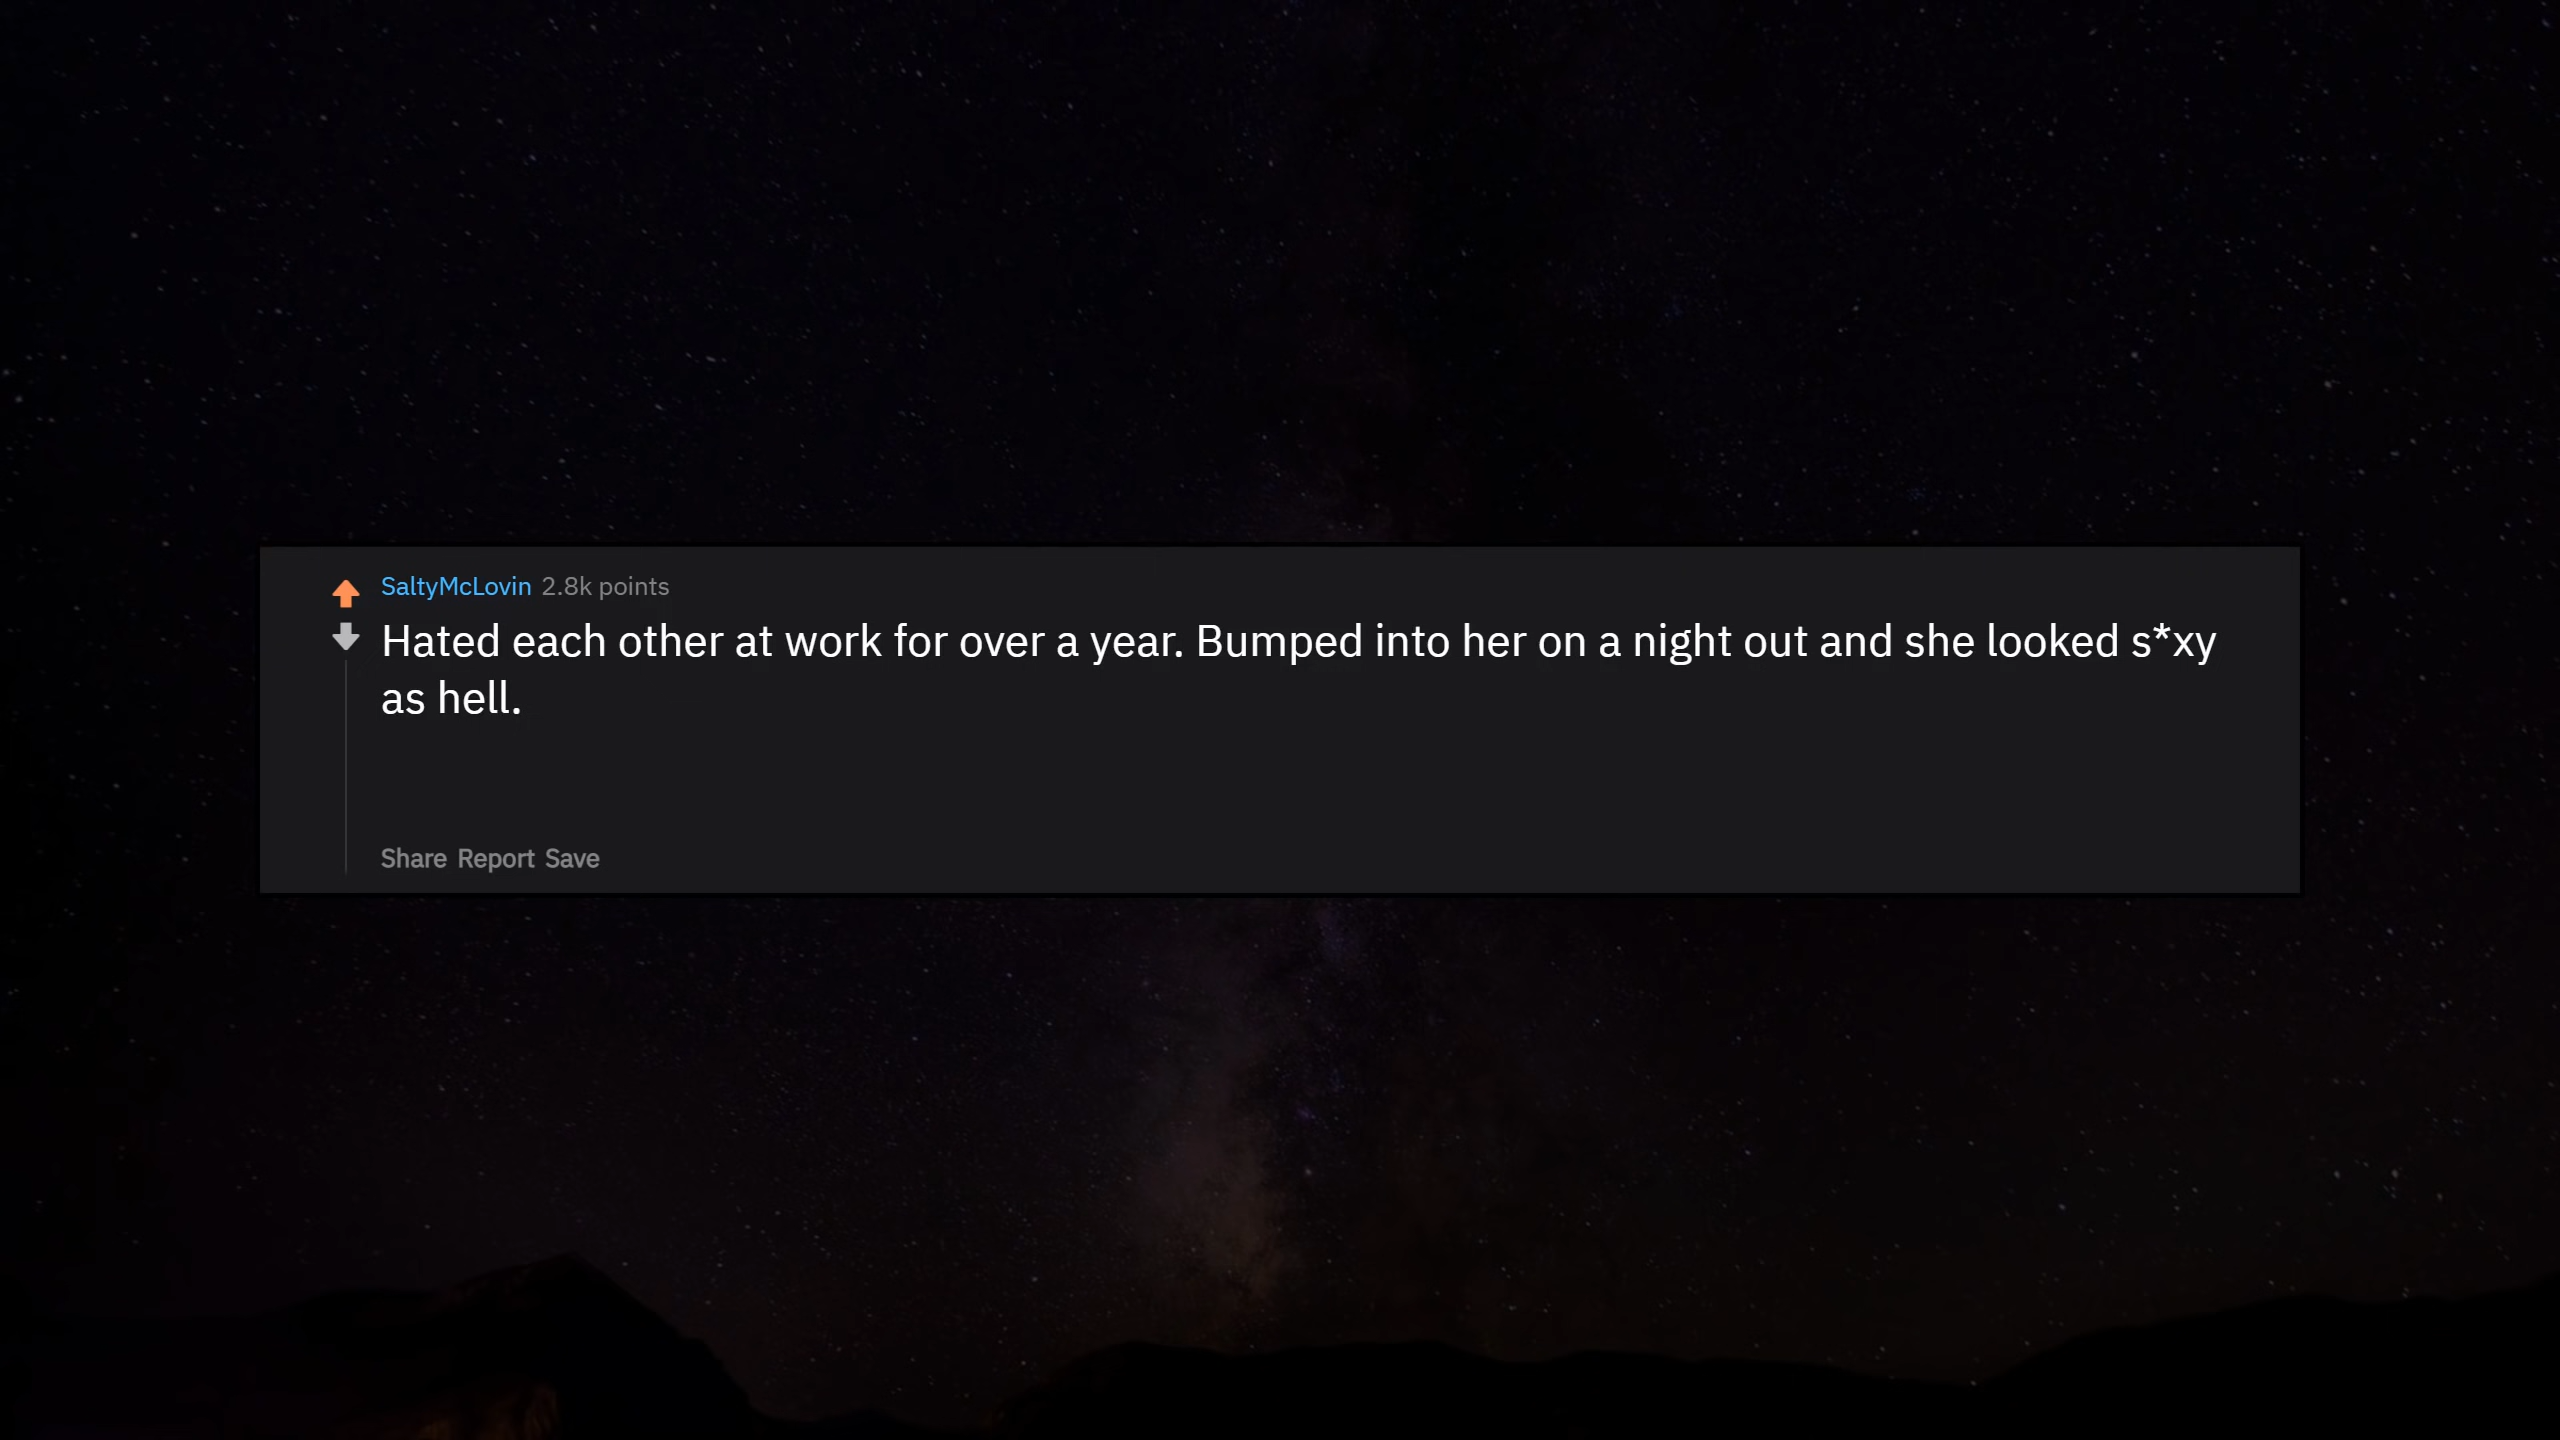 SaltyMcLovin 2.8k points
Hated each other at work for over a year. Bumped into her on a night out and she looked s*xy
as hell.
Share Report Save